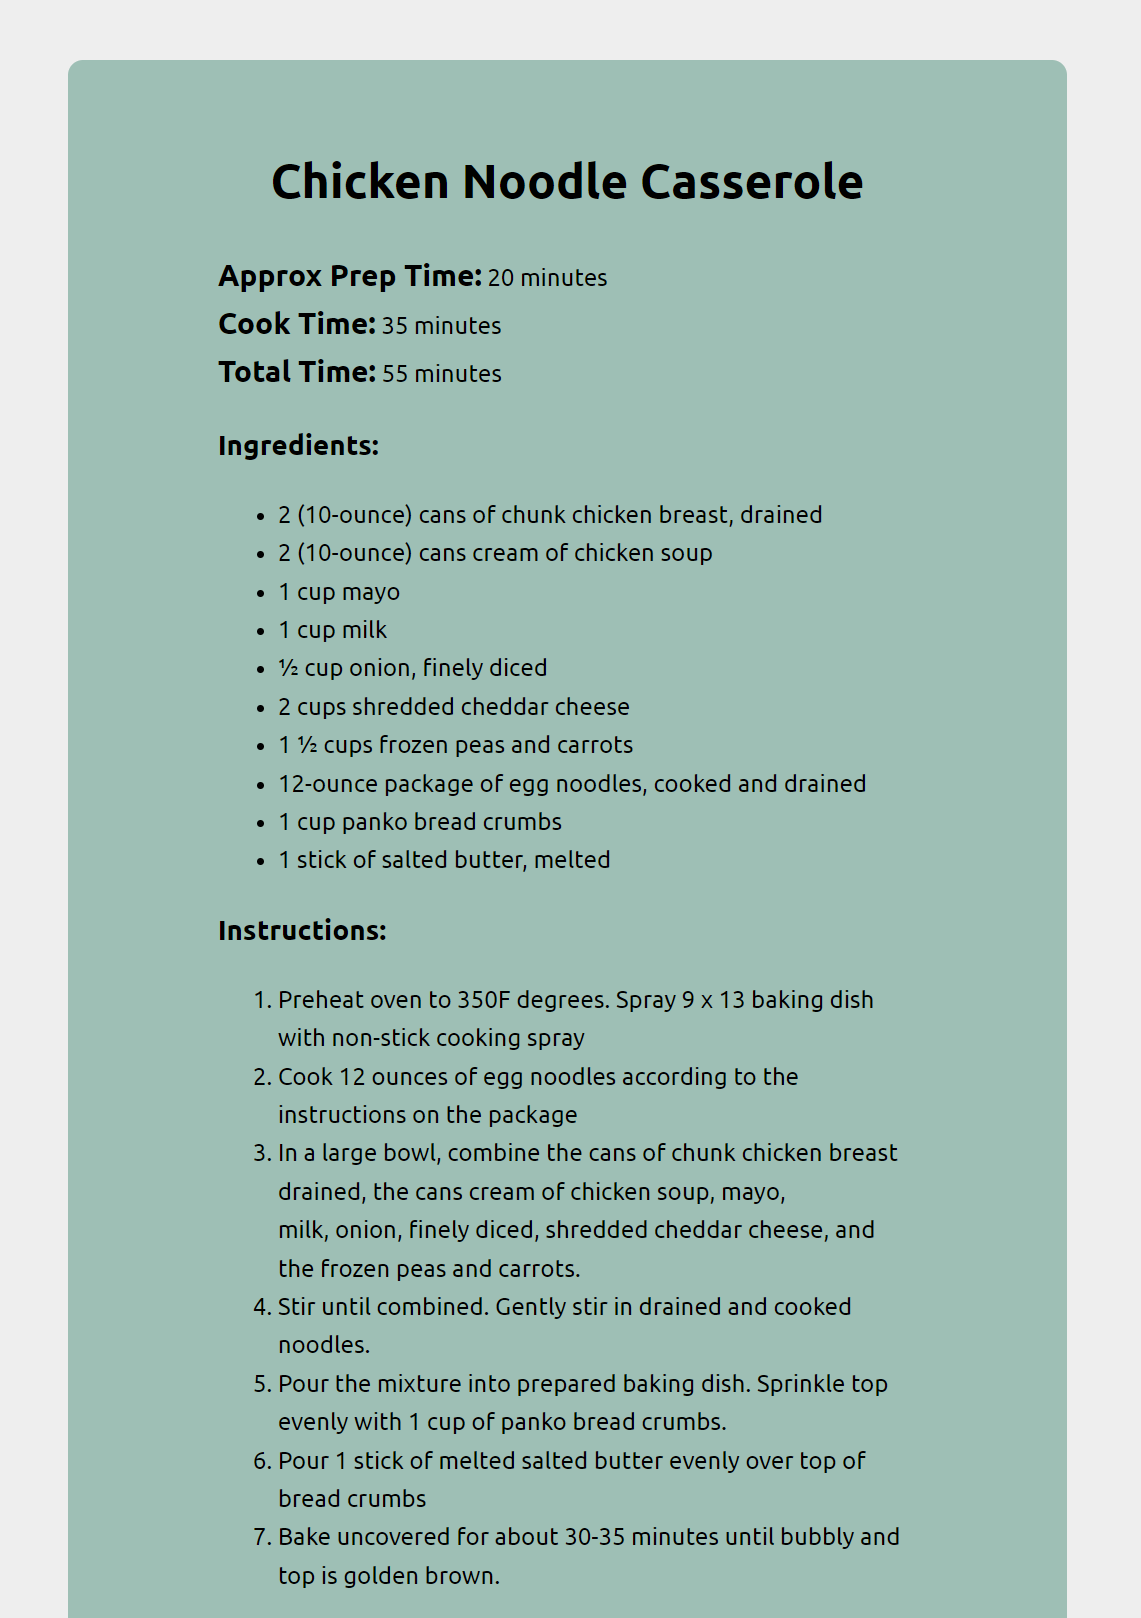 Chicken Noodle Casserole
Approx Prep Time: 20 minutes
Cook Time: 35 minutes
Total Time: 55 minutes
Ingredients:
• 2 (10-ounce) cans of chunk chicken breast, drained
• 2 (10-ounce) cans cream of chicken soup
• 1 cup mayo
• 1 cup milk
• ½ cup onion, finely diced
• 2 cups shredded cheddar cheese
• 1 ½ cups frozen peas and carrots
• 12-ounce package of egg noodles, cooked and drained
• 1 cup panko bread crumbs
• 1 stick of salted butter, melted
Instructions:
1. Preheat oven to 350F degrees. Spray 9 x 13 baking dish
with non-stick cooking spray
2. Cook 12 ounces of egg noodles according to the
instructions on the package
3. In a large bowl, combine the cans of chunk chicken breast
drained, the cans cream of chicken soup, mayo,
milk, onion, finely diced, shredded cheddar cheese, and
the frozen peas and carrots.
4. Stir until combined. Gently stir in drained and cooked
noodles.
5. Pour the mixture into prepared baking dish. Sprinkle top
evenly with 1 cup of panko bread crumbs.
6. Pour 1 stick of melted salted butter evenly over top of
bread crumbs
7. Bake uncovered for about 30-35 minutes until bubbly and
top is golden brown.